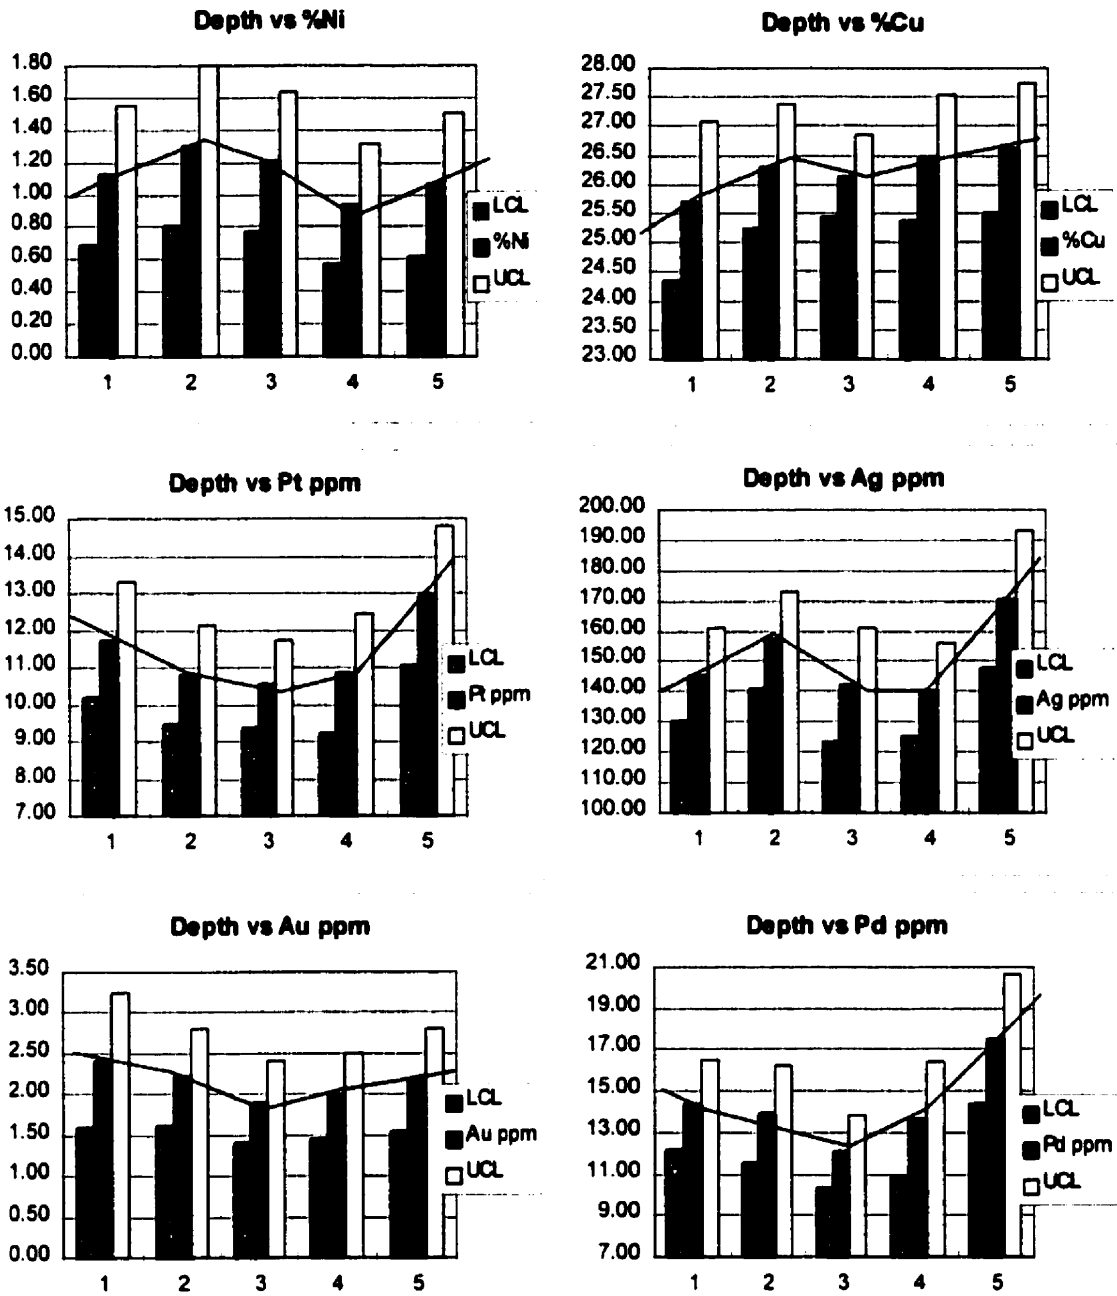 Depth vs %Ni
1.80
1.60
1.40
1.20
1.00
0.80
0.60
0.40
0.20
0.00
1 2 3 4 5
LCL
%Ni
UCL
Depth vs %Cu
28.00
27.50
27.00
26.50
26.00
25.50
25.00
24.50
24.00
23.50
23.00
1 2 3 4 5
LCL
%Cu
UCL
Depth vs Pt ppm
15.00
14.00
13.00
12.00
11.00
10.00
9.00
8.00
7.00
1 2 3 4 5
LCL
Pt ppm
UCL
Depth vs Ag ppm
200.00
190.00
180.00
170.00
160.00
150.00
140.00
130.00
120.00
110.00
100.00
1 2 3 4 5
LCL
Ag ppm
UCL
Depth vs Au ppm
3.50
3.00
2.50
2.00
1.50
1.00
0.50
0.00
1 2 3 4 5
LCL
Au ppm
UCL
Depth vs Pd ppm
21.00
19.00
17.00
15.00
13.00
11.00
9.00
7.00
1 2 3 4 5
LCL
Pd ppm
UCL